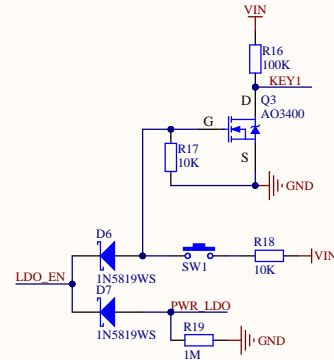 VIN
R16
100K
KEY1
D
Q3
AO3400
G
R17
10K
S
GND
D6
1N5819WS
SW1
R18
10K
VIN
LDO_EN
D7
1N5819WS
PWR_LDO
R19
1M
GND